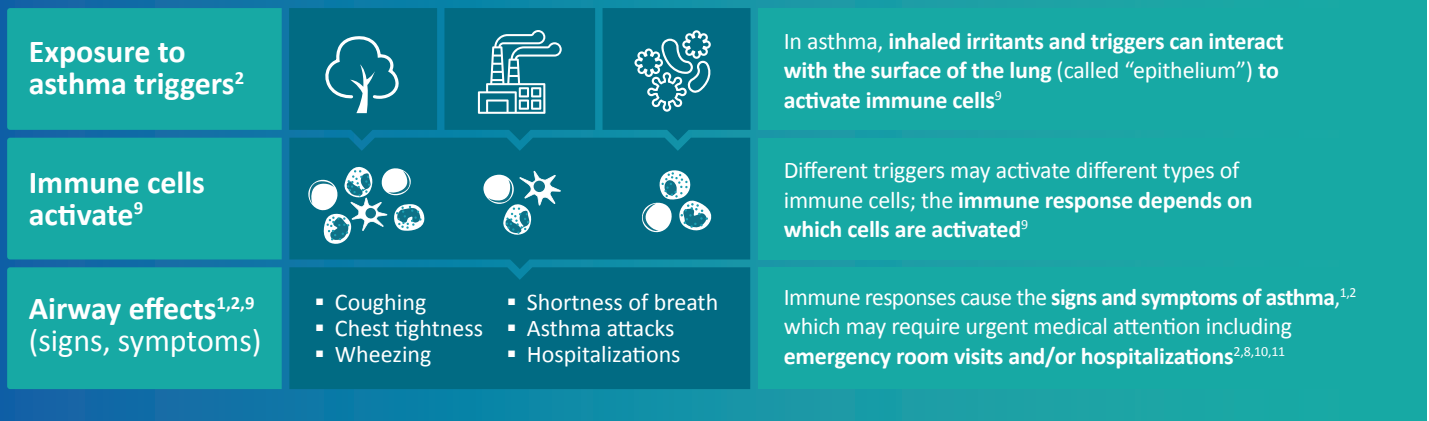 Exposure to
asthma triggers²
In asthma, inhaled irritants and triggers can interact
with the surface of the lung (called “epithelium”) to
activate immune cells⁹
Immune cells
activate⁹
Different triggers may activate different types of
immune cells; the immune response depends on
which cells are activated⁹
Airway effects¹,²,⁹
(signs, symptoms)
▪ Coughing
▪ Chest tightness
▪ Wheezing
▪ Shortness of breath
▪ Asthma attacks
▪ Hospitalizations
Immune responses cause the signs and symptoms of asthma,¹,²
which may require urgent medical attention including
emergency room visits and/or hospitalizations²,⁸,¹⁰,¹¹